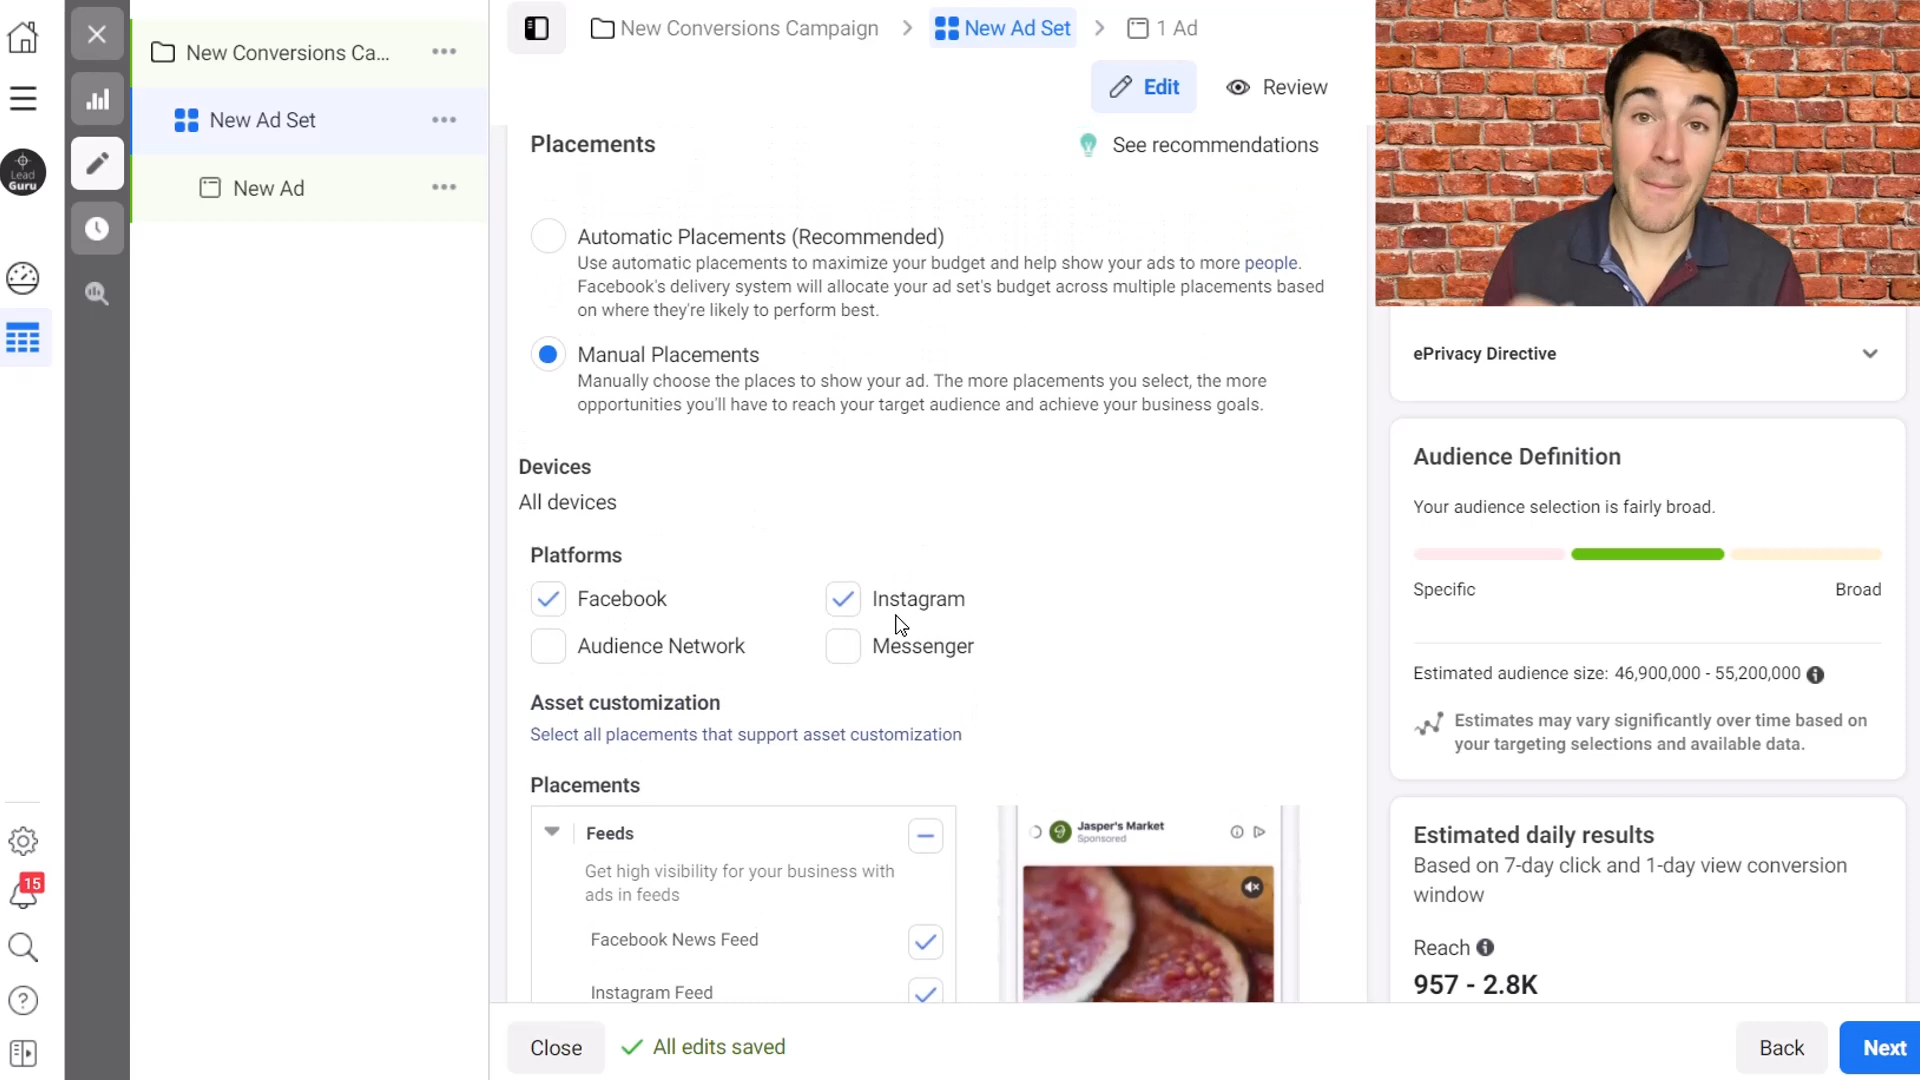 New Conversions Campaign
New Ad Set
1 Ad
New Conversions Ca...
New Ad Set
New Ad
Lead
Guru
15
Edit
Review
Placements
See recommendations
Automatic Placements (Recommended)
Use automatic placements to maximize your budget and help show your ads to more people.
Facebook's delivery system will allocate your ad set's budget across multiple placements based
on where they're likely to perform best.
Manual Placements
Manually choose the places to show your ad. The more placements you select, the more
opportunities you'll have to reach your target audience and achieve your business goals.
Devices
All devices
Platforms
Facebook
Instagram
Audience Network
Messenger
Asset customization
Select all placements that support asset customization
Placements
Feeds
Get high visibility for your business with
ads in feeds
Facebook News Feed
Instagram Feed
Jasper's Market
Sponsored
Close
All edits saved
ePrivacy Directive
Audience Definition
Your audience selection is fairly broad.
Specific
Broad
Estimated audience size: 46,900,000 - 55,200,000
Estimates may vary significantly over time based on
your targeting selections and available data.
Estimated daily results
Based on 7-day click and 1-day view conversion
window
Reach
957 - 2.8K
Back
Next